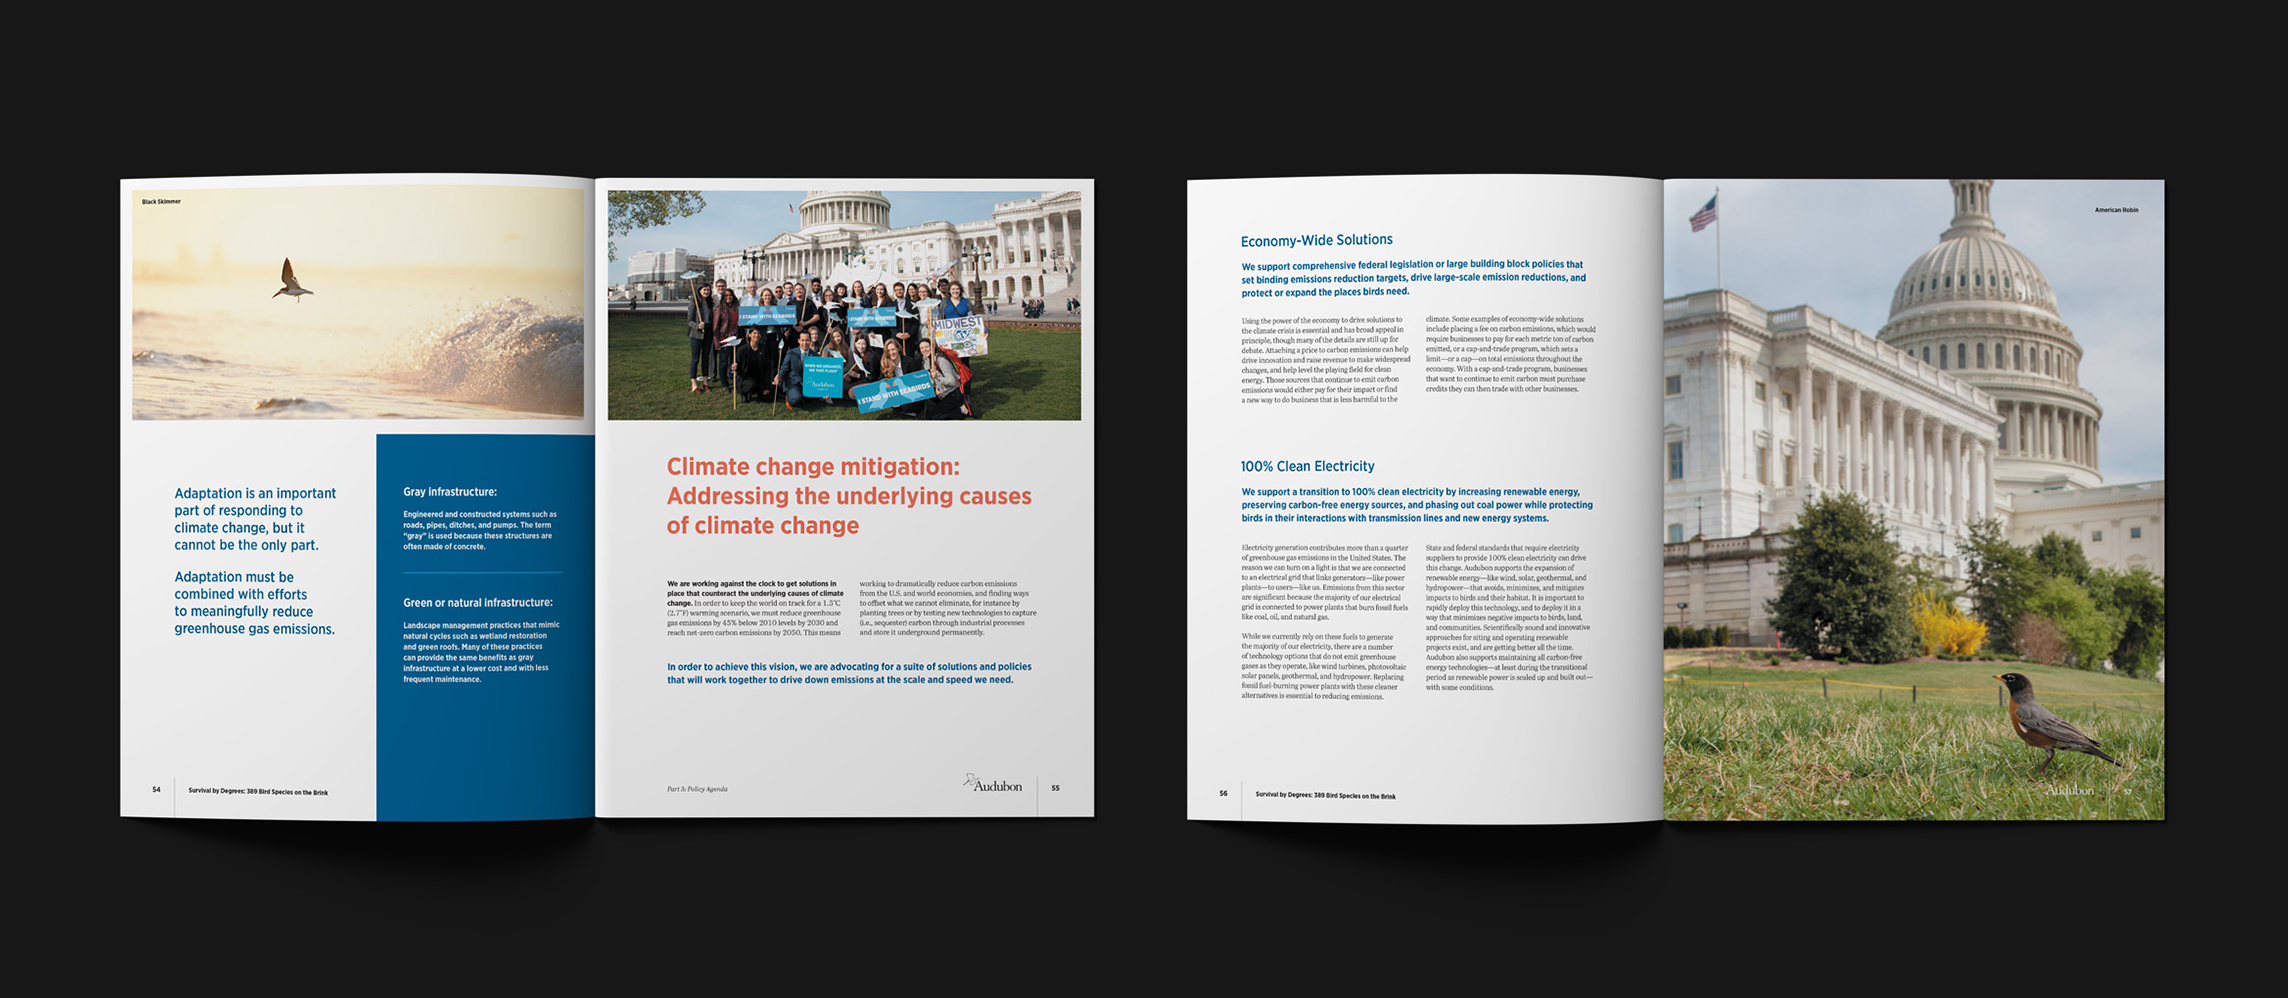 Black Skimmer
Adaptation is an important
part of responding to
climate change, but it
cannot be the only part.
Adaptation must be
combined with efforts
to meaningfully reduce
greenhouse gas emissions.
Gray infrastructure:
Engineered and constructed systems such as
roads, pipes, ditches, and pumps. The term
“gray” is used because these structures are
often made of concrete.
Green or natural infrastructure:
Landscape management practices that mimic
natural cycles such as wetland restoration
and green roofs. Many of these practices
can provide the same benefits as gray
infrastructure at a lower cost and with less
frequent maintenance.
54
Survival by Degrees: 389 Bird Species on the Brink
I STAND WITH SEABIRDS
I STAND WITH SEABIRDS
MIDWEST
WHEN WE ORGANIZE,
WE TAKE FLIGHT
Audubon
I STAND WITH SEABIRDS
Climate change mitigation:
Addressing the underlying causes
of climate change
We are working against the clock to get solutions in
place that counteract the underlying causes of climate
change. In order to keep the world on track for a 1.5°C
(2.7°F) warming scenario, we must reduce greenhouse
gas emissions by 45% below 2010 levels by 2030 and
reach net-zero carbon emissions by 2050. This means
working to dramatically reduce carbon emissions
from the U.S. and world economies, and finding ways
to offset what we cannot eliminate, for instance by
planting trees or by testing new technologies to capture
(i.e., sequester) carbon through industrial processes
and store it underground permanently.
In order to achieve this vision, we are advocating for a suite of solutions and policies
that will work together to drive down emissions at the scale and speed we need.
Part 3: Policy Agenda
Audubon
55
Economy-Wide Solutions
We support comprehensive federal legislation or large building block policies that
set binding emissions reduction targets, drive large-scale emission reductions, and
protect or expand the places birds need.
Using the power of the economy to drive solutions to
the climate crisis is essential and has broad appeal in
principle, though many of the details are still up for
debate. Attaching a price to carbon emissions can help
drive innovation and raise revenue to make widespread
changes, and help level the playing field for clean
energy. Those sources that continue to emit carbon
emissions would either pay for their impact or find
a new way to do business that is less harmful to the
climate. Some examples of economy-wide solutions
include placing a fee on carbon emissions, which would
require businesses to pay for each metric ton of carbon
emitted, or a cap-and-trade program, which sets a
limit—or a cap—on total emissions throughout the
economy. With a cap-and-trade program, businesses
that want to continue to emit carbon must purchase
credits they can then trade with other businesses.
100% Clean Electricity
We support a transition to 100% clean electricity by increasing renewable energy,
preserving carbon-free energy sources, and phasing out coal power while protecting
birds in their interactions with transmission lines and new energy systems.
Electricity generation contributes more than a quarter
of greenhouse gas emissions in the United States. The
reason we can turn on a light is that we are connected
to an electrical grid that links generators—like power
plants—to users—like us. Emissions from this sector
are significant because the majority of our electrical
grid is connected to power plants that burn fossil fuels
like coal, oil, and natural gas.
While we currently rely on these fuels to generate
the majority of our electricity, there are a number
of technology options that do not emit greenhouse
gases as they operate, like wind turbines, photovoltaic
solar panels, geothermal, and hydropower. Replacing
fossil fuel-burning power plants with these cleaner
alternatives is essential to reducing emissions.
State and federal standards that require electricity
suppliers to provide 100% clean electricity can drive
this change. Audubon supports the expansion of
renewable energy—like wind, solar, geothermal, and
hydropower—that avoids, minimizes, and mitigates
impacts to birds and their habitat. It is important to
rapidly deploy this technology, and to deploy it in a
way that minimizes negative impacts to birds, land,
and communities. Scientifically sound and innovative
approaches for siting and operating renewable
projects exist, and are getting better all the time.
Audubon also supports maintaining all carbon-free
energy technologies—at least during the transitional
period as renewable power is scaled up and built out—
with some conditions.
56
Survival by Degrees: 389 Bird Species on the Brink
American Robin
Audubon
57